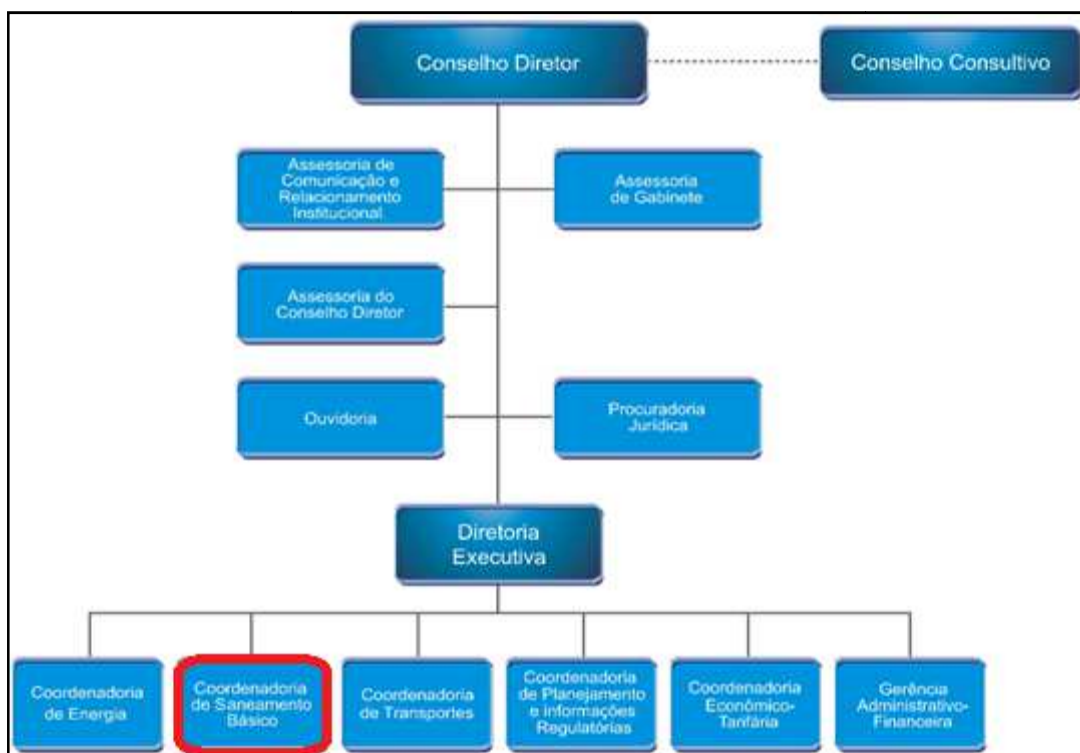 Conselho Diretor
Conselho Consultivo
Assessoria de
Comunicação e
Relacionamento
Institucional
Assessoria
de Gabinete
Assessoria do
Conselho Diretor
Ouvidoria
Procuradoria
Jurídica
Diretoria
Executiva
Coordenadoria
de Energia
Coordenadoria
de Saneamento
Básico
Coordenadoria
de Transportes
Coordenadoria
de Planejamento
e informações
Regulatórias
Coordenadoria
Econômico-
Tarifária
Gerência
Administrativo-
Financeira